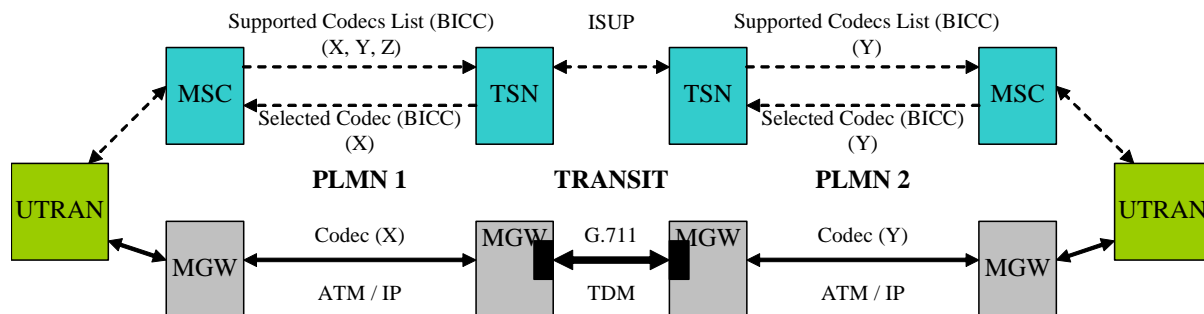 Supported Codecs List (BICC)
(X, Y, Z)
ISUP
Supported Codecs List (BICC)
(Y)
MSC
TSN
TSN
MSC
Selected Codec (BICC)
(X)
Selected Codec (BICC)
(Y)
PLMN 1
TRANSIT
PLMN 2
UTRAN
UTRAN
MGW
Codec (X)
ATM / IP
MGW
G.711
TDM
MGW
Codec (Y)
ATM / IP
MGW